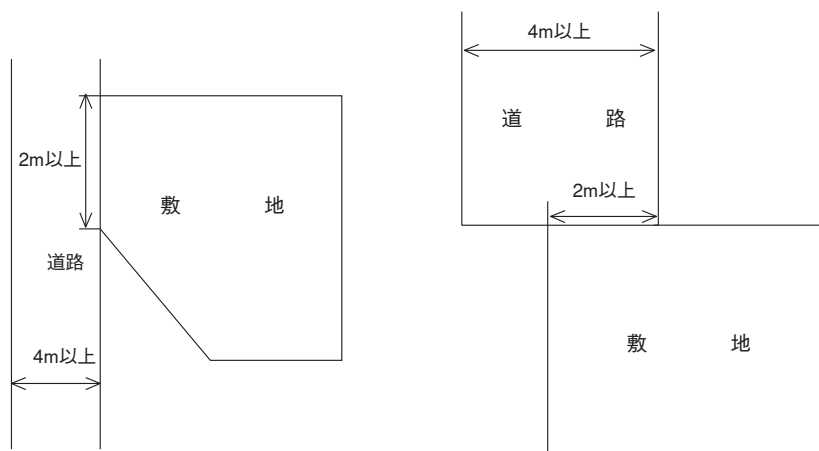 2m以上
敷　地
道路
4m以上
4m以上
道　路
2m以上
敷　地